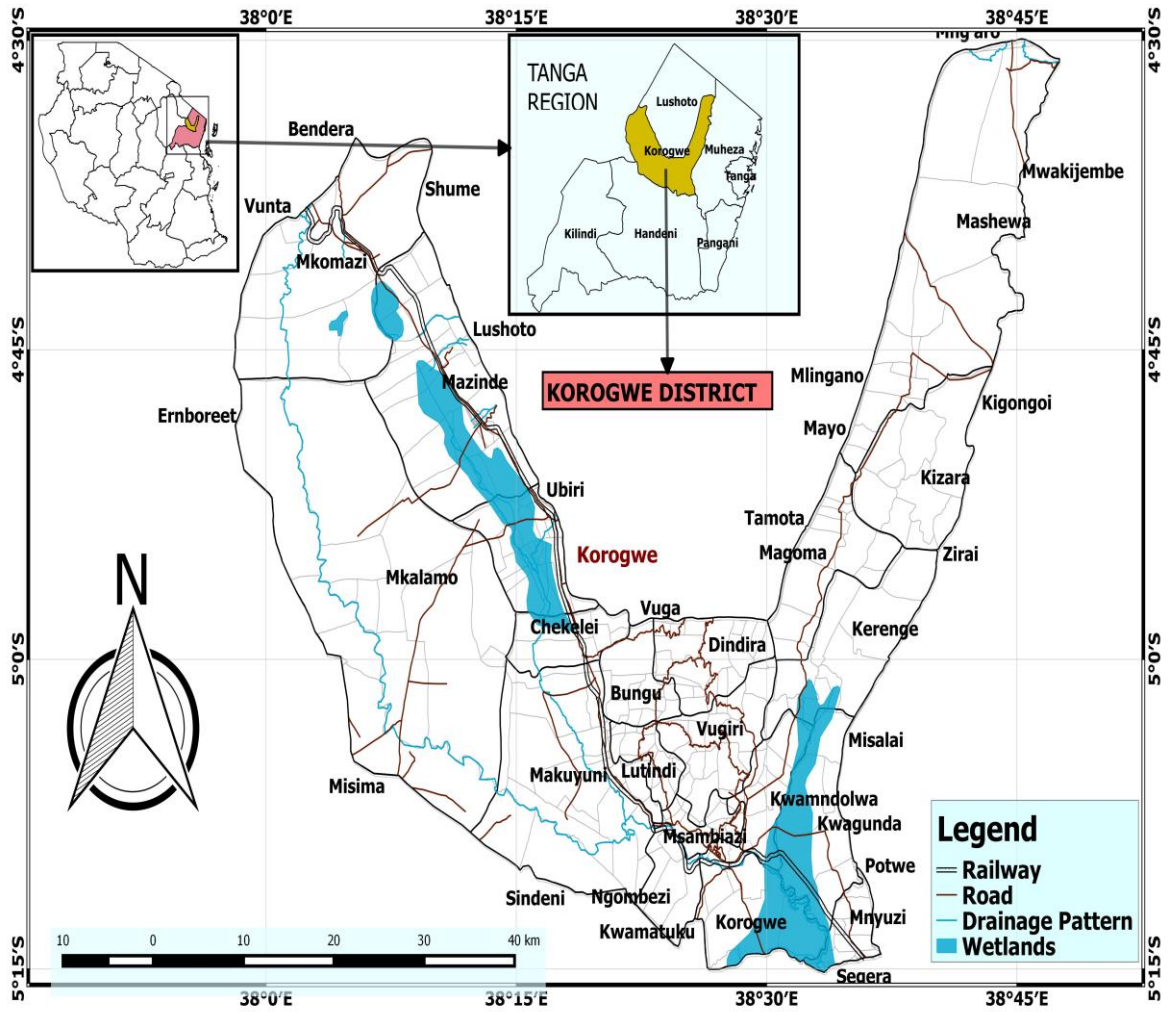 38°0'E 38°15'E 38°30'E 38°45'E
4°30'S 4°30'S
Mng'aro
TANGA
REGION
Lushoto
Korogwe
Muheza
Tanga
Kilindi
Handeni
Pangani
Bendera
Shume
Vunta
Mwakijembe
Mashewa
Mkomazi
Lushoto
4°45'S 4°45'S
Mazinde
KOROGWE DISTRICT
Mlingano
Kigongoi
Ernboreet
Mayo
Kizara
Ubiri
Tamota
Magoma
Zirai
Korogwe
N
Mkalamo
Vuga
Chekelei
Kerenge
Dindira
5°0'S 5°0'S
Bungu
Vugiri
Misalai
Misima
Makuyuni
Lutindi
Kwamndolwa
Kwagunda
Msambiazi
Legend
Railway
Road
Drainage Pattern
Wetlands
Potwe
Sindeni
Ngombezi
Kwamatuku
Korogwe
Mnyuzi
10 0 10 20 30 40 km
Segera
5°15'S 5°15'S
38°0'E 38°15'E 38°30'E 38°45'E